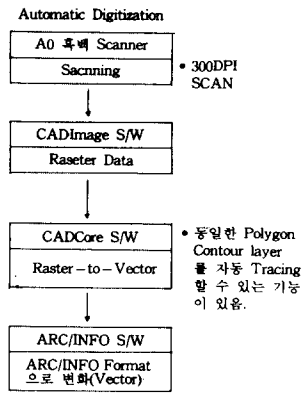 Automatic Digitization
A0 흑백 Scanner
Sacnning
• 300DPI
SCAN
CADImage S/W
Raseter Data
CADCore S/W
Raster-to-Vector
• 동일한 Polygon
Contour layer
를 자동 Tracing
할 수 있는 기능
이 있음.
ARC/INFO S/W
ARC/INFO Format
으로 변화(Vector)